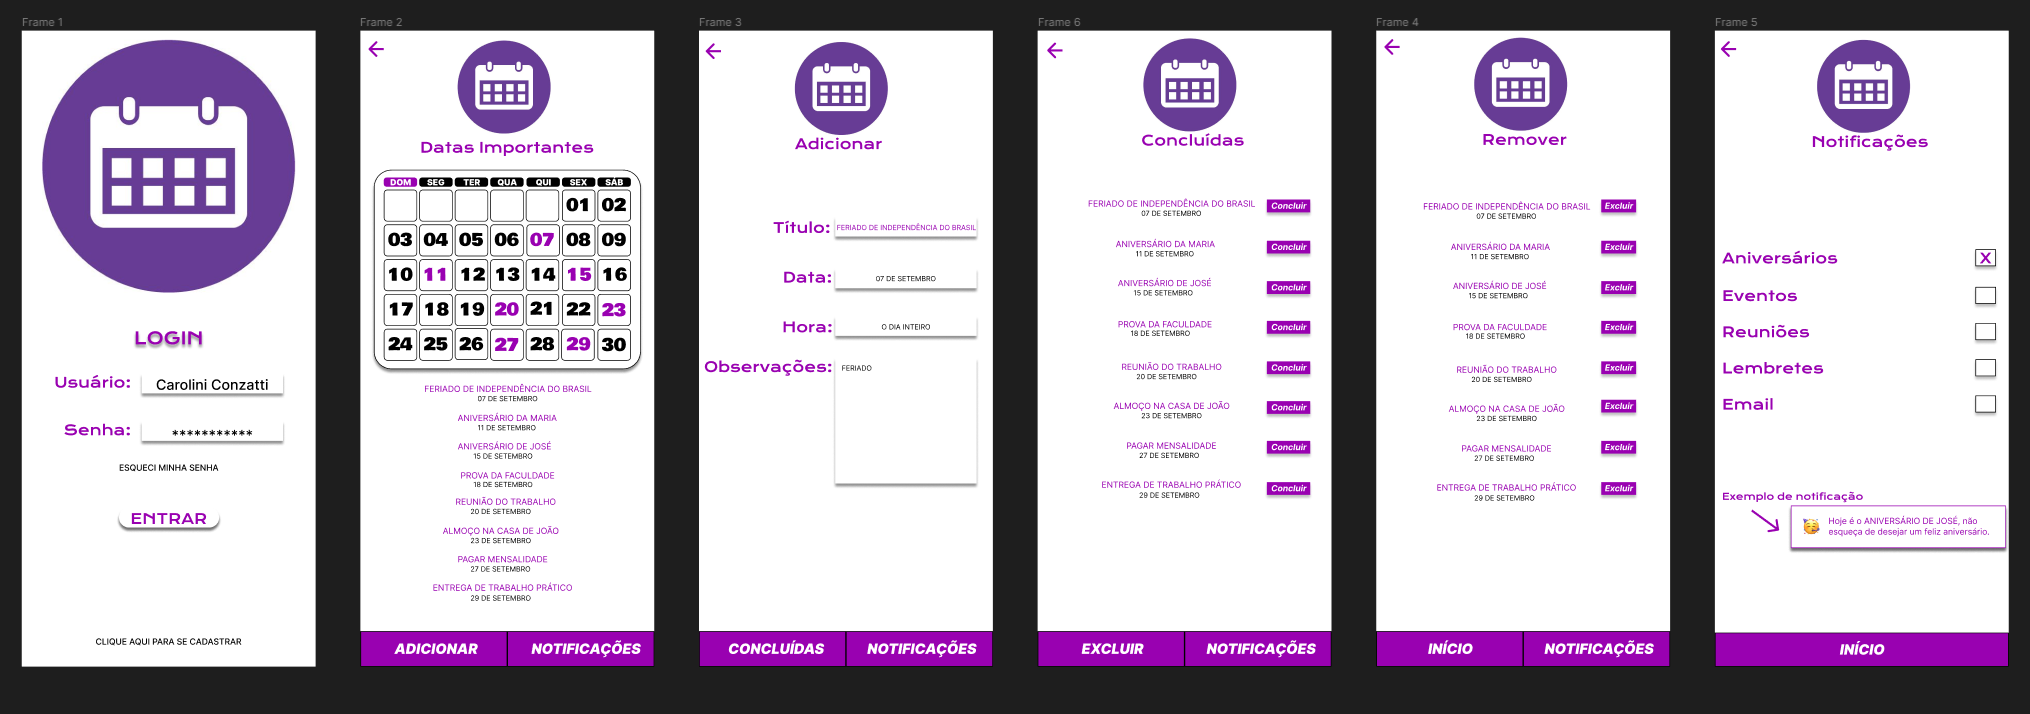 Frame 1
LOGIN
Usuário: Carolini Conzatti
Senha: ***********
ESQUECI MINHA SENHA
ENTRAR
CLIQUE AQUI PARA SE CADASTRAR
Frame 2
Datas Importantes
DOM SEG TER QUA QUI SEX SÁB
01 02
03 04 05 06 07 08 09
10 11 12 13 14 15 16
17 18 19 20 21 22 23
24 25 26 27 28 29 30
FERIADO DE INDEPENDÊNCIA DO BRASIL
07 DE SETEMBRO
ANIVERSÁRIO DA MARIA
11 DE SETEMBRO
ANIVERSÁRIO DE JOSÉ
15 DE SETEMBRO
PROVA DA FACULDADE
18 DE SETEMBRO
REUNIÃO DO TRABALHO
20 DE SETEMBRO
ALMOÇO NA CASA DE JOÃO
23 DE SETEMBRO
PAGAR MENSALIDADE
27 DE SETEMBRO
ENTREGA DE TRABALHO PRÁTICO
29 DE SETEMBRO
ADICIONAR NOTIFICAÇÕES
Frame 3
Adicionar
Título: FERIADO DE INDEPENDÊNCIA DO BRASIL
Data: 07 DE SETEMBRO
Hora: O DIA INTEIRO
Observações: FERIADO
CONCLUÍDAS NOTIFICAÇÕES
Frame 6
Concluídas
FERIADO DE INDEPENDÊNCIA DO BRASIL Concluir
07 DE SETEMBRO
ANIVERSÁRIO DA MARIA Concluir
11 DE SETEMBRO
ANIVERSÁRIO DE JOSÉ Concluir
15 DE SETEMBRO
PROVA DA FACULDADE Concluir
18 DE SETEMBRO
REUNIÃO DO TRABALHO Concluir
20 DE SETEMBRO
ALMOÇO NA CASA DE JOÃO Concluir
23 DE SETEMBRO
PAGAR MENSALIDADE Concluir
27 DE SETEMBRO
ENTREGA DE TRABALHO PRÁTICO Concluir
29 DE SETEMBRO
EXCLUIR NOTIFICAÇÕES
Frame 4
Remover
FERIADO DE INDEPENDÊNCIA DO BRASIL Excluir
07 DE SETEMBRO
ANIVERSÁRIO DA MARIA Excluir
11 DE SETEMBRO
ANIVERSÁRIO DE JOSÉ Excluir
15 DE SETEMBRO
PROVA DA FACULDADE Excluir
18 DE SETEMBRO
REUNIÃO DO TRABALHO Excluir
20 DE SETEMBRO
ALMOÇO NA CASA DE JOÃO Excluir
23 DE SETEMBRO
PAGAR MENSALIDADE Excluir
27 DE SETEMBRO
ENTREGA DE TRABALHO PRÁTICO Excluir
29 DE SETEMBRO
INÍCIO NOTIFICAÇÕES
Frame 5
Notificações
Aniversários X
Eventos
Reuniões
Lembretes
Email
Exemplo de notificação
Hoje é o ANIVERSÁRIO DE JOSÉ, não
esqueça de desejar um feliz aniversário.
INÍCIO